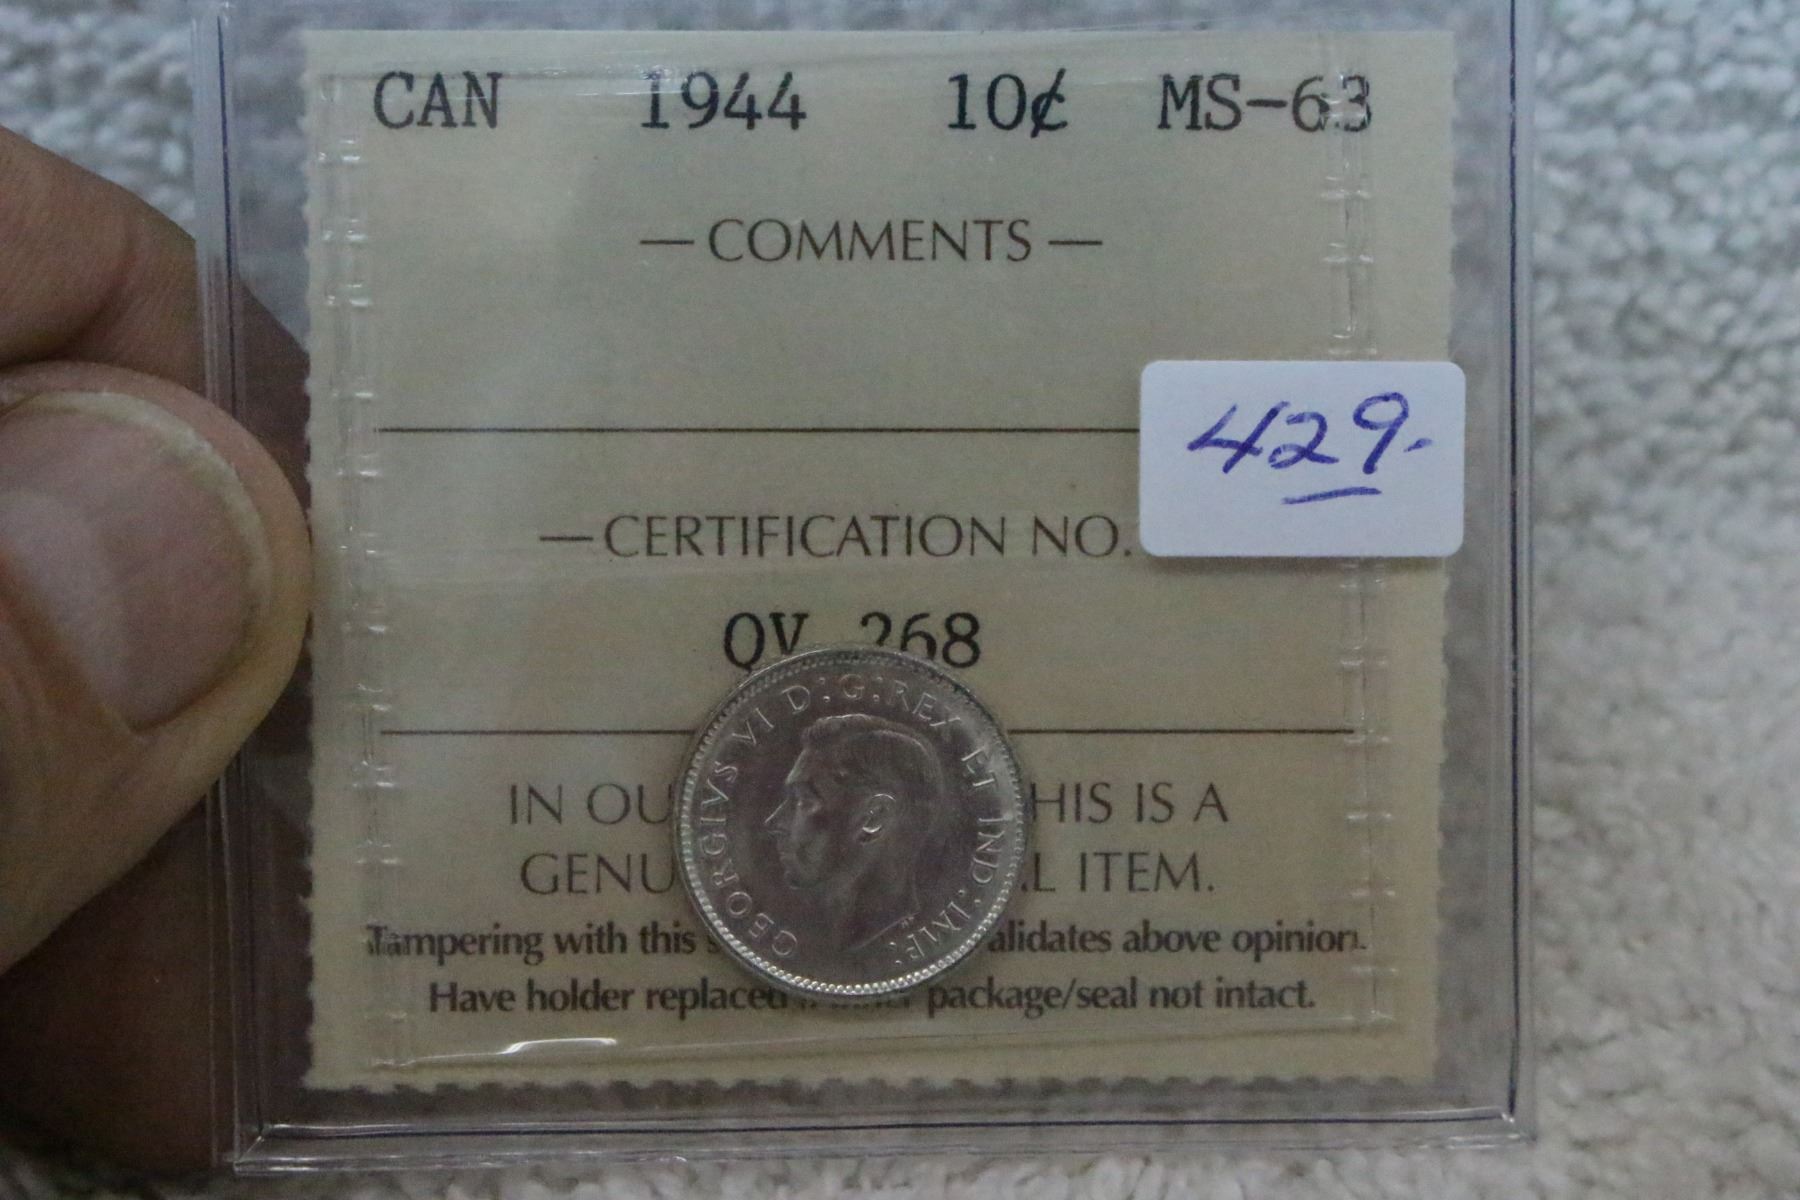 CAN 1944 10¢ MS-63
— COMMENTS —
429.
— CERTIFICATION NO.
QV 268
GEORGIVS VI D:G:REX ET IND:IMP:
IN OU HIS IS A
GENU L ITEM.
Tampering with this s alidates above opinion.
Have holder replaced package/seal not intact.